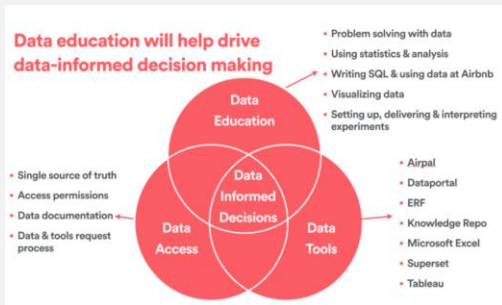 Data education will help drive
data-informed decision making
• Problem solving with data
• Using statistics & analysis
• Writing SQL & using data at Airbnb
• Visualizing data
• Setting up, delivering & interpreting
experiments
Data
Education
• Single source of truth
• Access permissions
• Data documentation
• Data & tools request
process
Data
Informed
Decisions
Data
Access
Data
Tools
• Airpal
• Dataportal
• ERF
• Knowledge Repo
• Microsoft Excel
• Superset
• Tableau